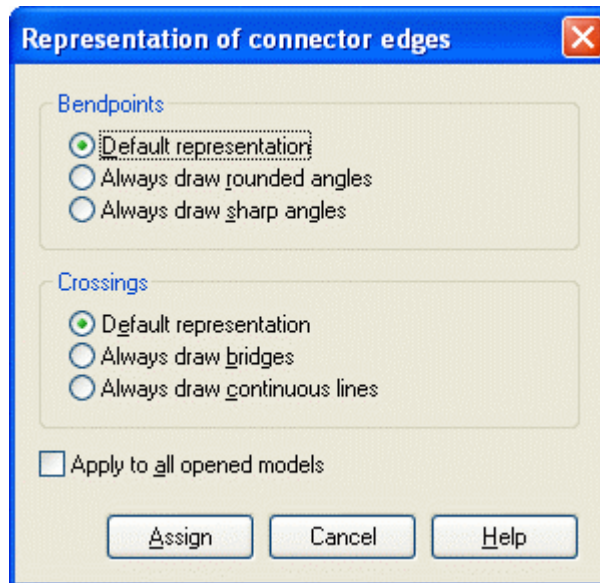 Representation of connector edges
Bendpoints
Default representation
Always draw rounded angles
Always draw sharp angles
Crossings
Default representation
Always draw bridges
Always draw continuous lines
Apply to all opened models
Assign Cancel Help